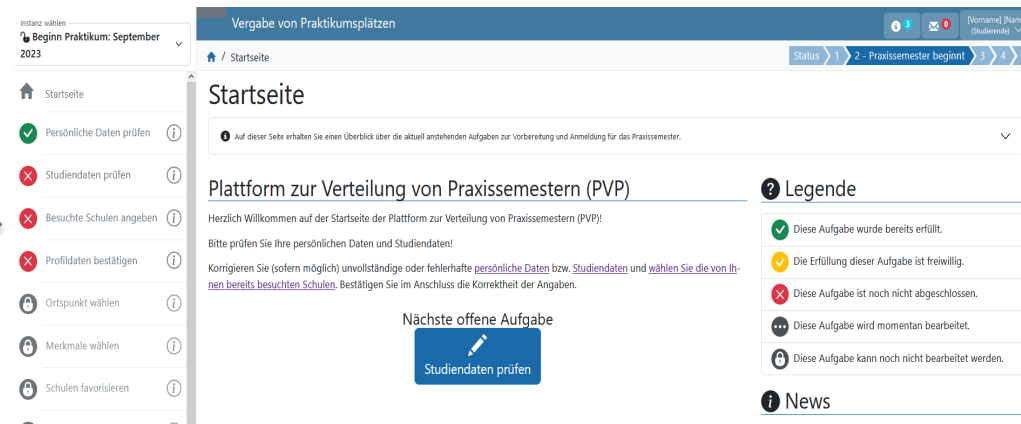 Instanz wählen
Beginn Praktikum: September
2023
Startseite
Persönliche Daten prüfen
Studiendaten prüfen
Besuchte Schulen angeben
Profildaten bestätigen
Ortspunkt wählen
Merkmale wählen
Schulen favorisieren
Vergabe von Praktikumsplätzen
3
0
[Vorname] [Nam
(Studierende)
/ Startseite
Status 1 2 - Praxissemester beginnt 3 4
Startseite
Auf dieser Seite erhalten Sie einen Überblick über die aktuell anstehenden Aufgaben zur Vorbereitung und Anmeldung für das Praxissemester.
Plattform zur Verteilung von Praxissemestern (PVP)
Herzlich Willkommen auf der Startseite der Plattform zur Verteilung von Praxissemestern (PVP)!
Bitte prüfen Sie Ihre persönlichen Daten und Studiendaten!
Korrigieren Sie (sofern möglich) unvollständige oder fehlerhafte persönliche Daten bzw. Studiendaten und wählen Sie die von Ih-
nen bereits besuchten Schulen. Bestätigen Sie im Anschluss die Korrektheit der Angaben.
Nächste offene Aufgabe
Studiendaten prüfen
Legende
Diese Aufgabe wurde bereits erfüllt.
Die Erfüllung dieser Aufgabe ist freiwillig.
Diese Aufgabe ist noch nicht abgeschlossen.
Diese Aufgabe wird momentan bearbeitet.
Diese Aufgabe kann noch nicht bearbeitet werden.
News